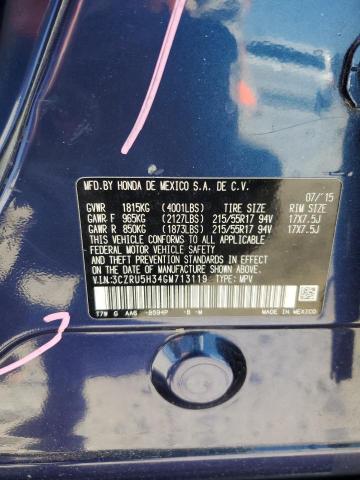 MFD.BY HONDA DE MEXICO S.A. DE C.V. 07/'15
GVWR 1815KG (4001LBS) TIRE SIZE RIM SIZE
GAWR F 965KG (2127LBS) 215/55R17 94V 17X7.5J
GAWR R 850KG (1873LBS) 215/55R17 94V 17X7.5J
THIS VEHICLE CONFORMS TO ALL APPLICABLE
FEDERAL MOTOR VEHICLE SAFETY AND THEFT
PREVENTION STANDARDS IN EFFECT ON THE DATE
OF MANUFACTURE SHOWN ABOVE.
V.I.N.:3CZRU5H34GM713119 TYPE: MPV
T7W G AA6 -B594P -B -M MADE IN MEXICO